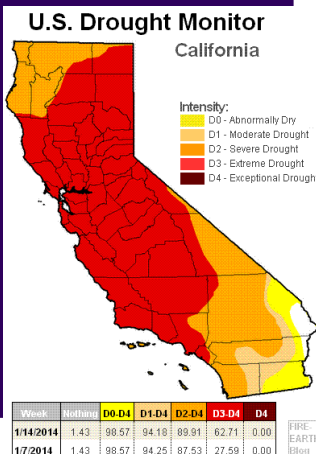 U.S. Drought Monitor
California
Intensity:
D0 - Abnormally Dry
D1 - Moderate Drought
D2 - Severe Drought
D3 - Extreme Drought
D4 - Exceptional Drough
Week Nothing D0-D4 D1-D4 D2-D4 D3-D4 D4
1/14/2014 1.43 98.57 94.18 89.91 62.71 0.00
1/7/2014 1.43 98.57 94.25 87.53 27.59 0.00
FIRE-
EARTH
Blog